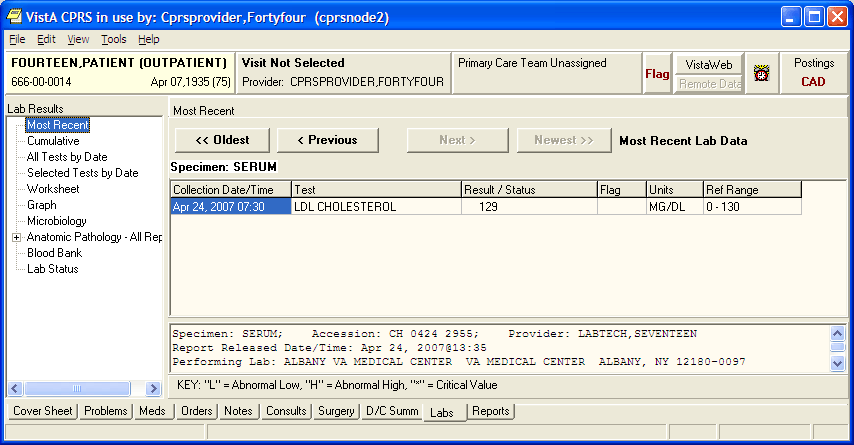 VistA CPRS in use by: Cprsprovider,Fortyfour (cprsnode2)
File Edit View Tools Help
FOURTEEN,PATIENT (OUTPATIENT) Visit Not Selected Primary Care Team Unassigned Flag VistaWeb Postings
666-00-0014 Apr 07,1935 (75) Provider: CPRSPROVIDER,FORTYFOUR Remote Data CAD
Lab Results Most Recent
Most Recent << Oldest < Previous Next > Newest >> Most Recent Lab Data
Cumulative
All Tests by Date
Selected Tests by Date Specimen: SERUM
Worksheet Collection Date/Time Test Result / Status Flag Units Ref Range
Graph Apr 24, 2007 07:30 LDL CHOLESTEROL 129 MG/DL 0 - 130
Microbiology
Anatomic Pathology - All Rep
Blood Bank
Lab Status
Specimen: SERUM; Accession: CH 0424 2955; Provider: LABTECH,SEVENTEEN
Report Released Date/Time: Apr 24, 2007@13:35
Performing Lab: ALBANY VA MEDICAL CENTER VA MEDICAL CENTER ALBANY, NY 12180-0097
KEY: "L" = Abnormal Low, "H" = Abnormal High, "*" = Critical Value
Cover Sheet Problems Meds Orders Notes Consults Surgery D/C Summ Labs Reports